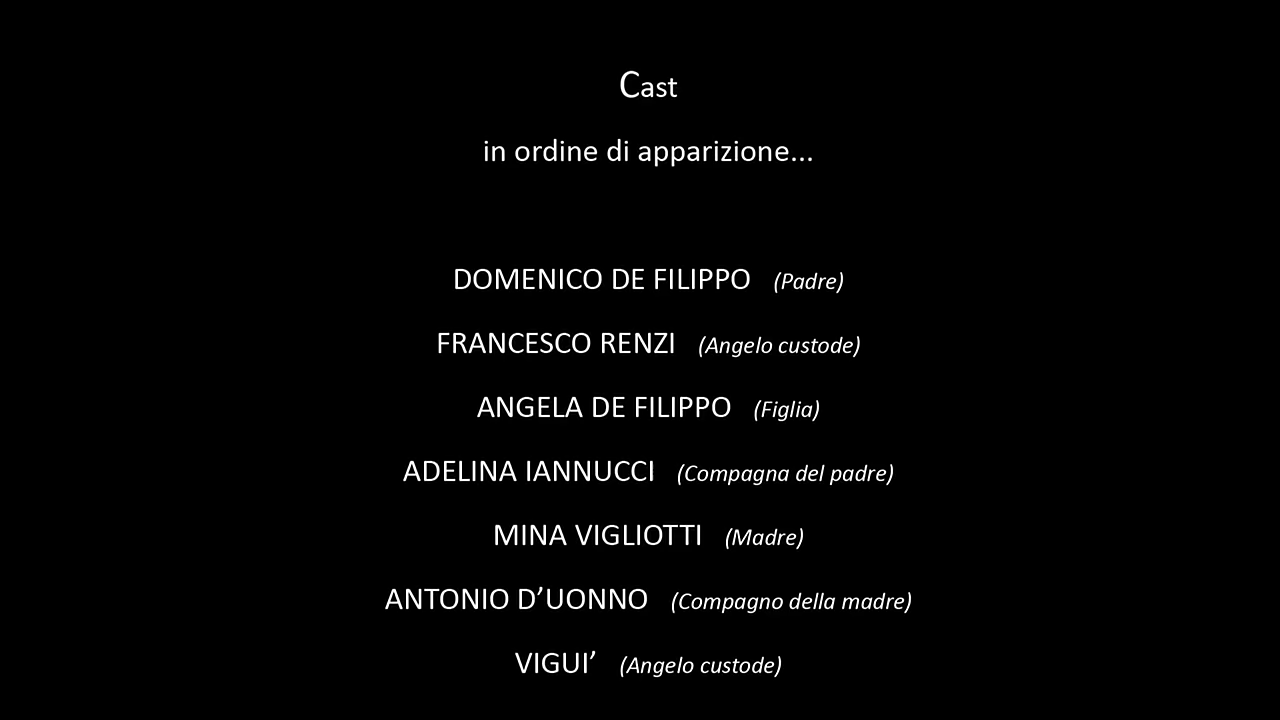 Cast
in ordine di apparizione...
DOMENICO DE FILIPPO (Padre)
FRANCESCO RENZI (Angelo custode)
ANGELA DE FILIPPO (Figlia)
ADELINA IANNUCCI (Compagna del padre)
MINA VIGLIOTTI (Madre)
ANTONIO D’UONNO (Compagno della madre)
VIGUI’ (Angelo custode)